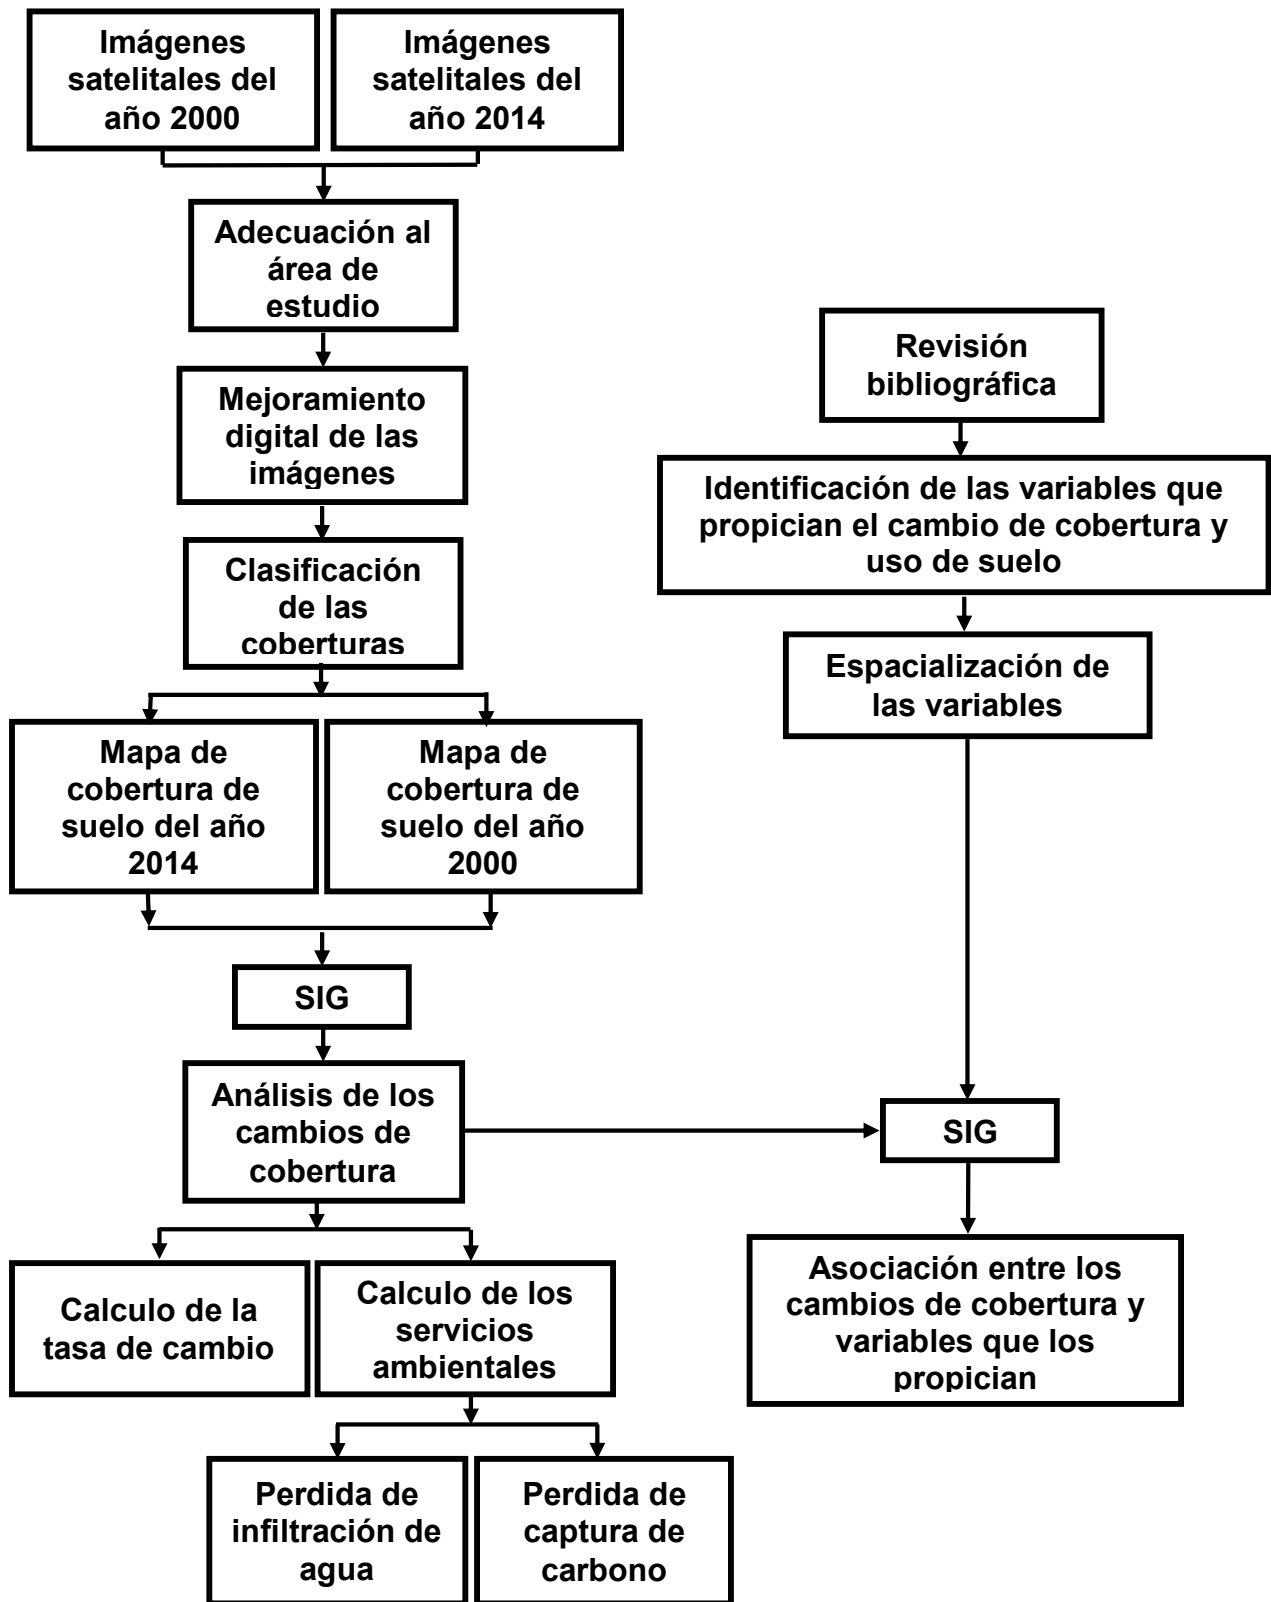 Imágenes
satelitales del
año 2000
Imágenes
satelitales del
año 2014
Adecuación al
área de
estudio
Mejoramiento
digital de las
imágenes
Clasificación
de las
coberturas
Mapa de
cobertura de
suelo del año
2014
Mapa de
cobertura de
suelo del año
2000
SIG
Análisis de los
cambios de
cobertura
Calculo de la
tasa de cambio
Calculo de los
servicios
ambientales
Perdida de
infiltración de
agua
Perdida de
captura de
carbono
Revisión
bibliográfica
Identificación de las variables que
propician el cambio de cobertura y
uso de suelo
Espacialización de
las variables
SIG
Asociación entre los
cambios de cobertura y
variables que los
propician